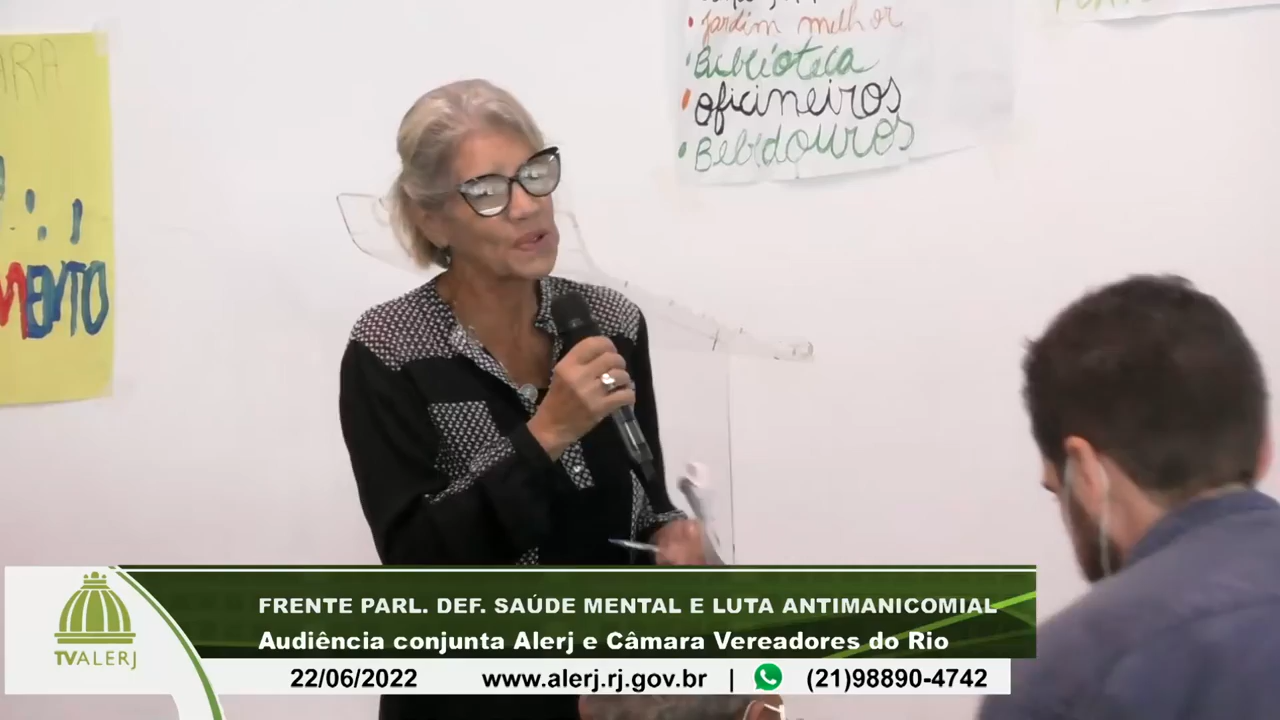 ARA
MENTO
• Jardim melhor
• Biblioteca
• oficineiros
• Bebedouros
TVALERJ
FRENTE PARL. DEF. SAÚDE MENTAL E LUTA ANTIMANICOMIAL
Audiência conjunta Alerj e Câmara Vereadores do Rio
22/06/2022 www.alerj.rj.gov.br | (21)98890-4742